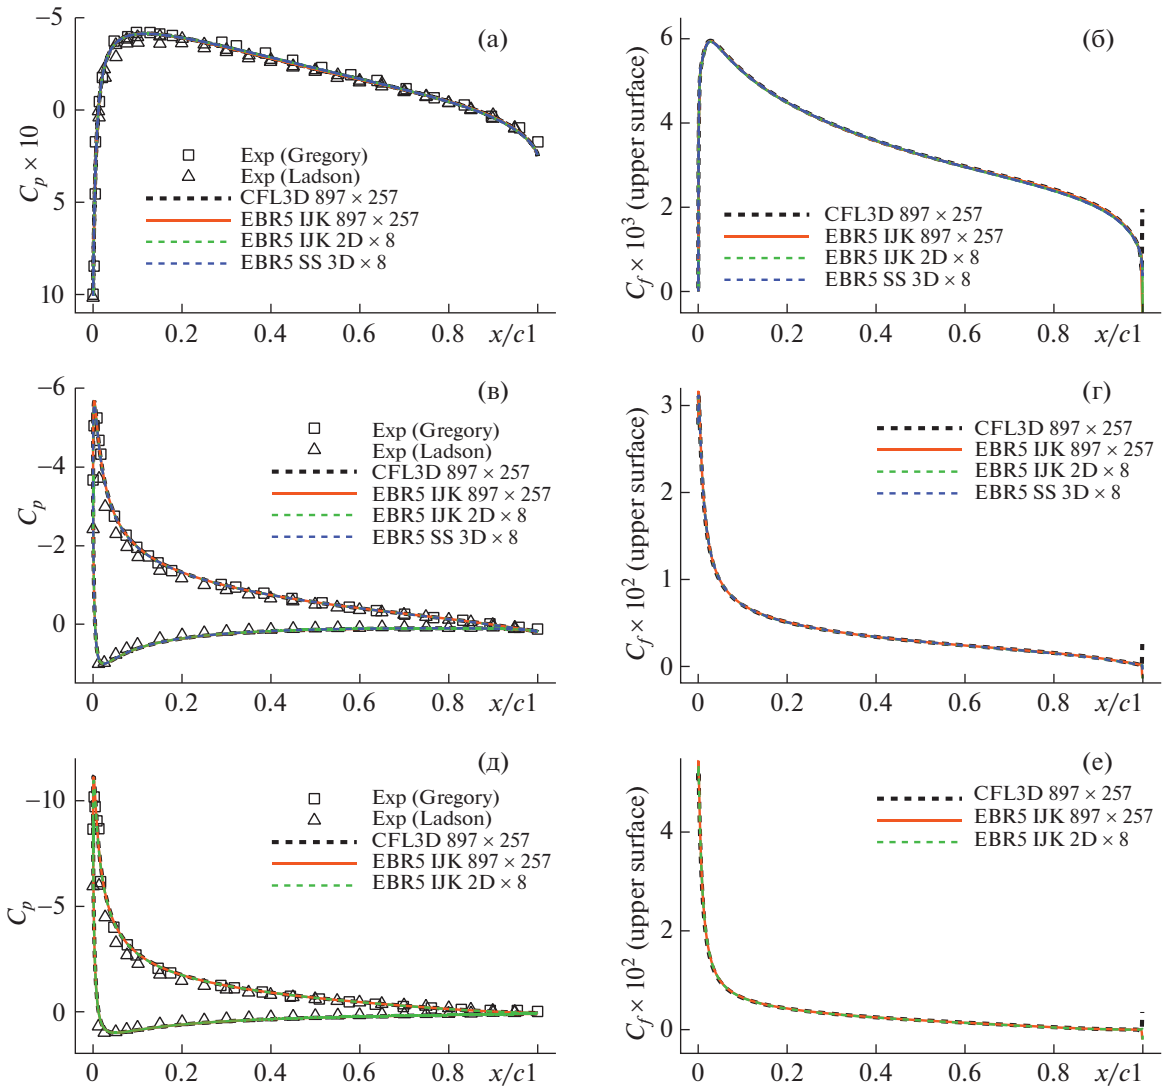 (а)
−5
0
5
10
C_p × 10
Exp (Gregory)
Exp (Ladson)
CFL3D 897 × 257
EBR5 IJK 897 × 257
EBR5 IJK 2D × 8
EBR5 SS 3D × 8
0 0.2 0.4 0.6 0.8 x/c 1
(б)
6
4
2
0
C_f × 10³ (upper surface)
CFL3D 897 × 257
EBR5 IJK 897 × 257
EBR5 IJK 2D × 8
EBR5 SS 3D × 8
0 0.2 0.4 0.6 0.8 x/c 1
(в)
−6
−4
−2
0
C_p
Exp (Gregory)
Exp (Ladson)
CFL3D 897 × 257
EBR5 IJK 897 × 257
EBR5 IJK 2D × 8
EBR5 SS 3D × 8
0 0.2 0.4 0.6 0.8 x/c 1
(г)
3
2
1
0
C_f × 10² (upper surface)
CFL3D 897 × 257
EBR5 IJK 897 × 257
EBR5 IJK 2D × 8
EBR5 SS 3D × 8
0 0.2 0.4 0.6 0.8 x/c 1
(д)
−10
−5
0
C_p
Exp (Gregory)
Exp (Ladson)
CFL3D 897 × 257
EBR5 IJK 897 × 257
EBR5 IJK 2D × 8
0 0.2 0.4 0.6 0.8 x/c 1
(е)
4
2
0
C_f × 10² (upper surface)
CFL3D 897 × 257
EBR5 IJK 897 × 257
EBR5 IJK 2D × 8
0 0.2 0.4 0.6 0.8 x/c 1